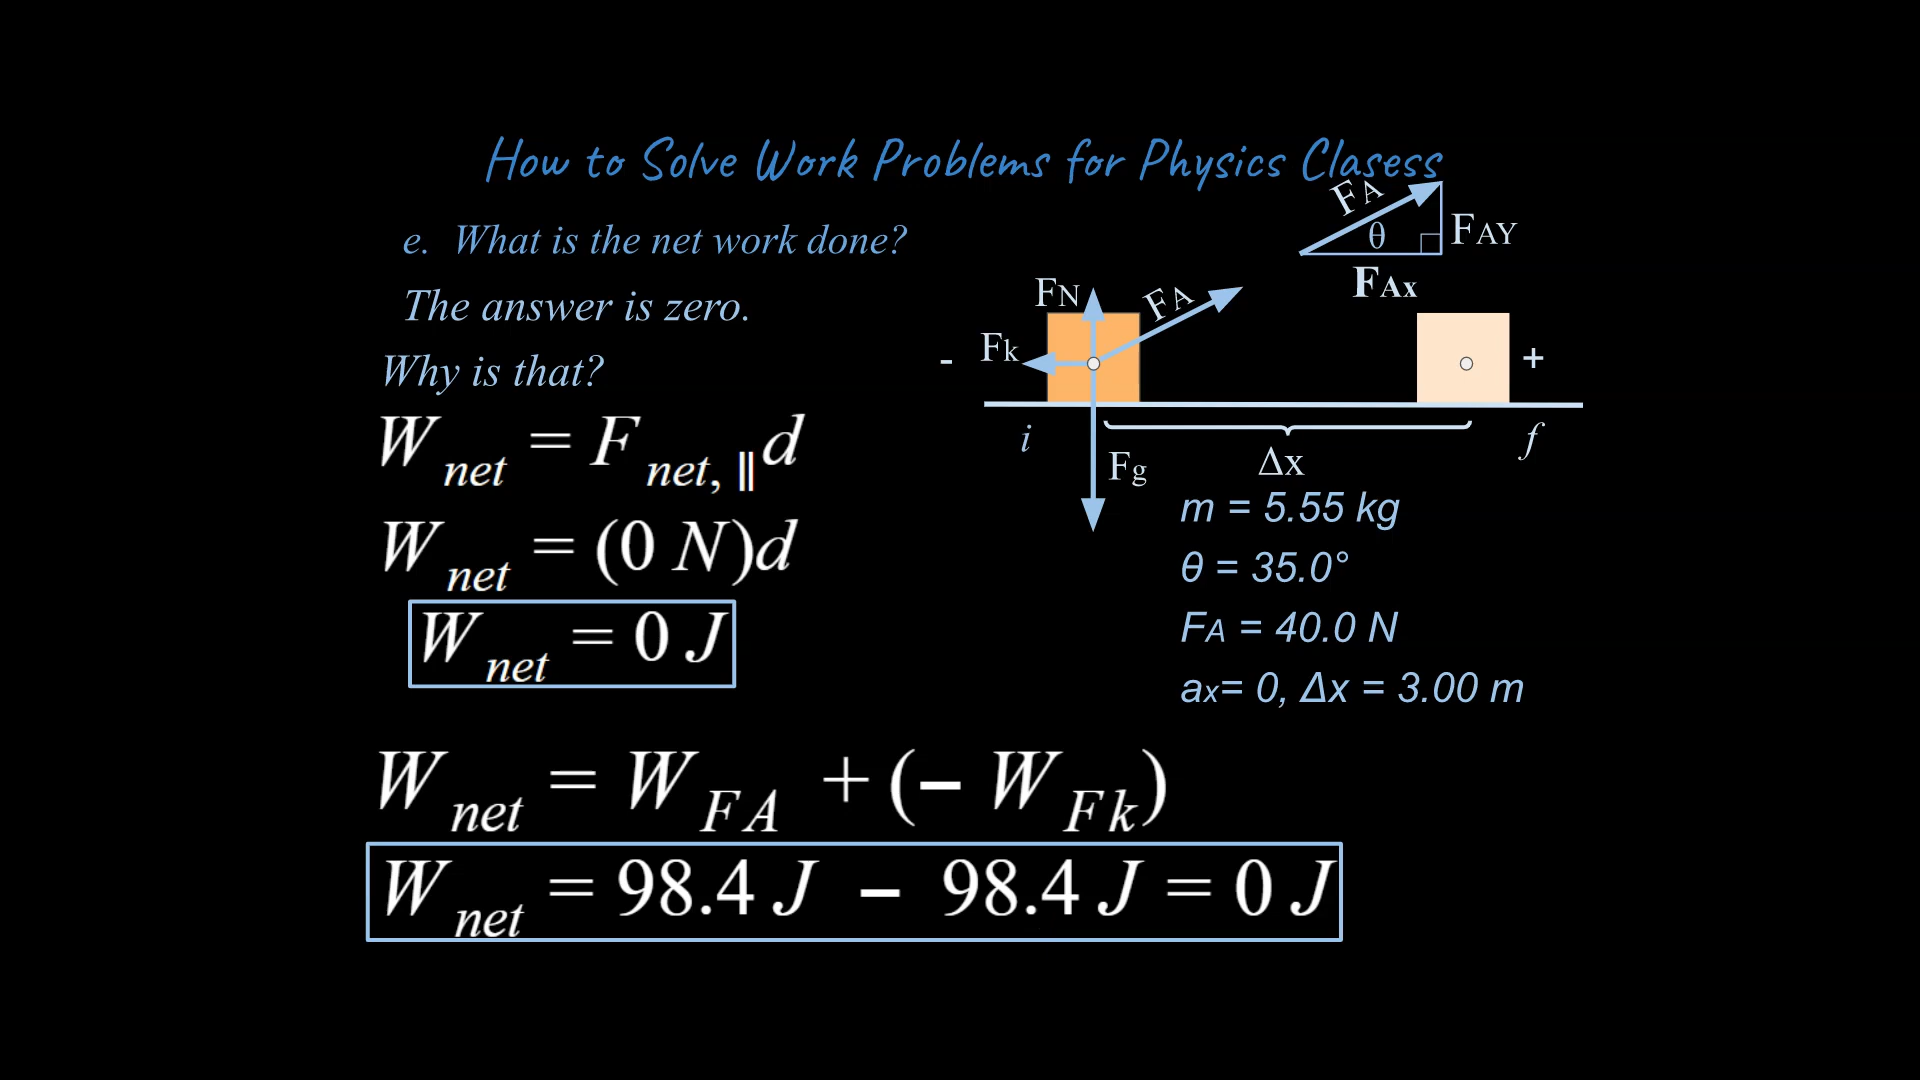 How to Solve Work Problems for Physics Clasess
e. What is the net work done?
The answer is zero.
Why is that?
W net = F net, || d
W net = (0 N)d
W net = 0 J
W net = W FA + (– W Fk)
W net = 98.4 J – 98.4 J = 0 J
FA
θ
FAY
FAx
FN
FA
- Fk
+
i
f
Fg
Δx
m = 5.55 kg
θ = 35.0°
FA = 40.0 N
ax= 0, Δx = 3.00 m